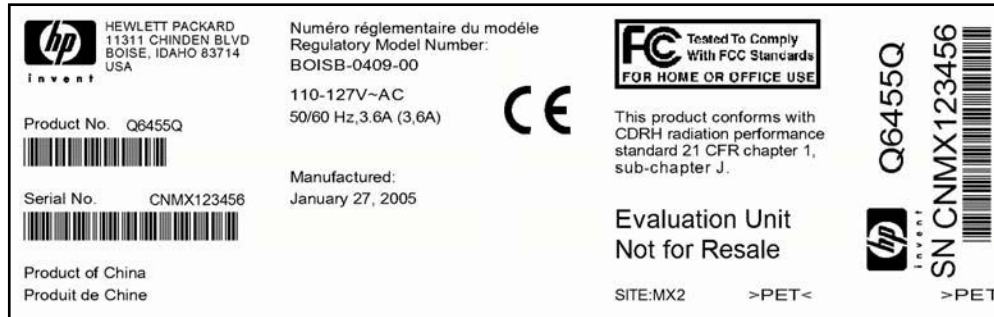 hp
invent
HEWLETT PACKARD
11311 CHINDEN BLVD
BOISE, IDAHO 83714
USA
Product No. Q6455Q
Serial No. CNMX123456
Product of China
Produit de Chine
Numéro réglementaire du modéle
Regulatory Model Number:
BOISB-0409-00
110-127V~AC
50/60 Hz,3.6A (3,6A)
Manufactured:
January 27, 2005
CE
FC Tested To Comply
With FCC Standards
FOR HOME OR OFFICE USE
This product conforms with
CDRH radiation performance
standard 21 CFR chapter 1,
sub-chapter J.
Evaluation Unit
Not for Resale
SITE:MX2 >PET<
Q6455Q
hp
invent
SN CNMX123456
>PET